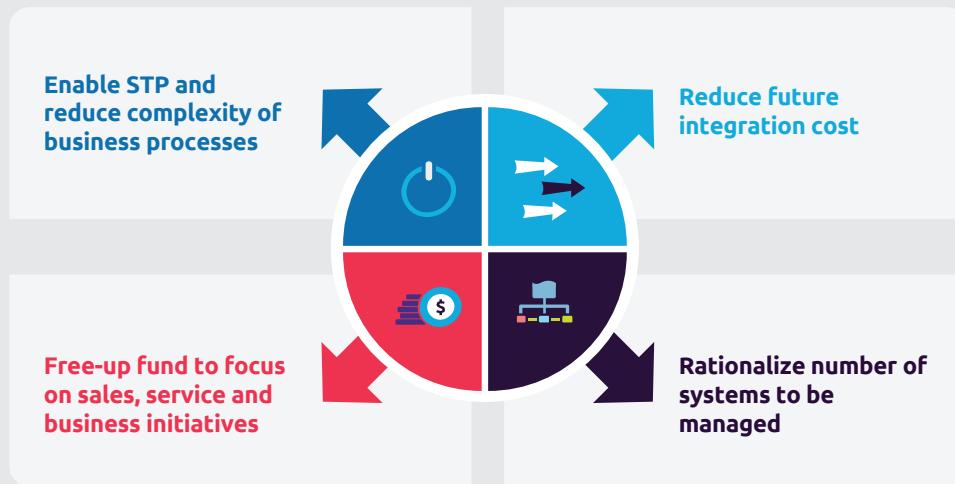 Enable STP and
reduce complexity of
business processes
Reduce future
integration cost
$
Free-up fund to focus
on sales, service and
business initiatives
Rationalize number of
systems to be
managed